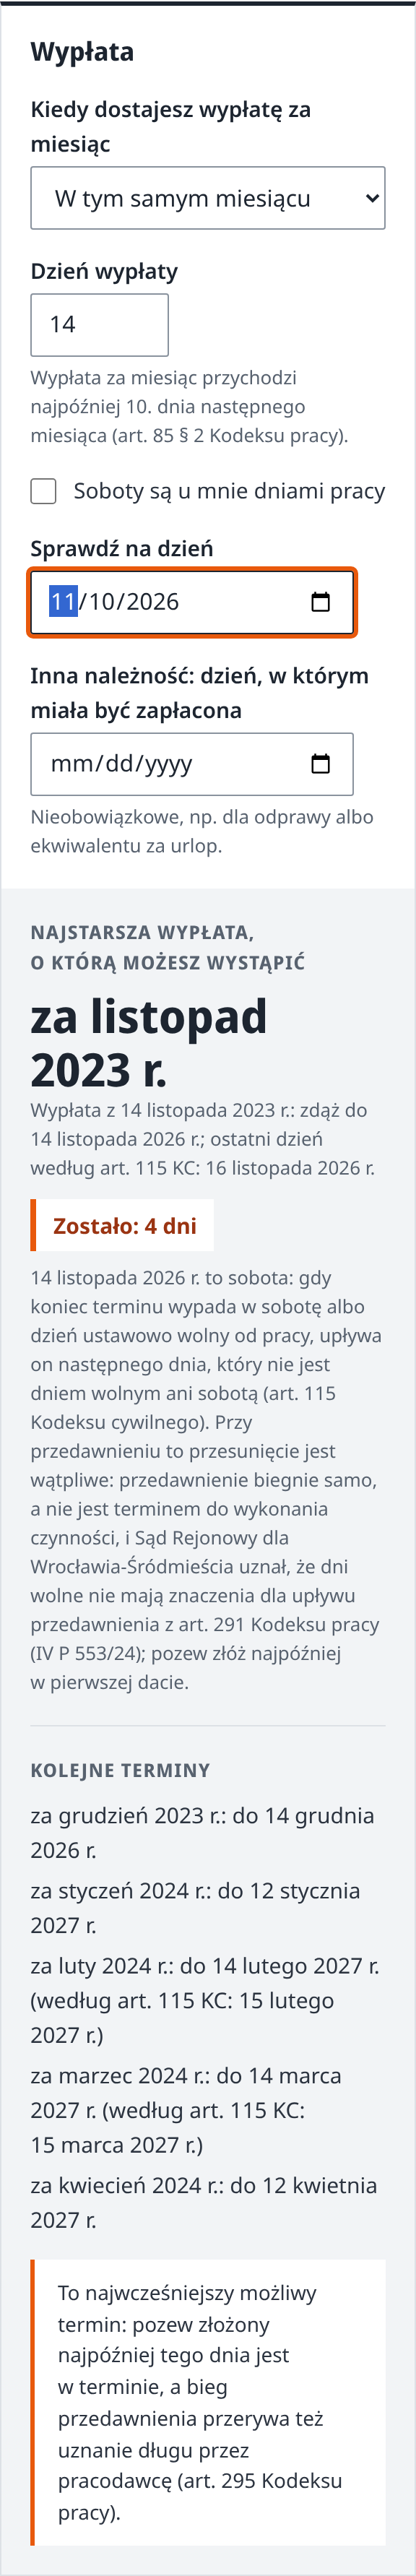 Wypłata
Kiedy dostajesz wypłatę za
miesiąc
W tym samym miesiącu
Dzień wypłaty
14
Wypłata za miesiąc przychodzi
najpóźniej 10. dnia następnego
miesiąca (art. 85 § 2 Kodeksu pracy).
Soboty są u mnie dniami pracy
Sprawdź na dzień
11/10/2026
Inna należność: dzień, w którym
miała być zapłacona
mm/dd/yyyy
Nieobowiązkowe, np. dla odprawy albo
ekwiwalentu za urlop.
NAJSTARSZA WYPŁATA,
O KTÓRĄ MOŻESZ WYSTĄPIĆ
za listopad
2023 r.
Wypłata z 14 listopada 2023 r.: zdąż do
14 listopada 2026 r.; ostatni dzień
według art. 115 KC: 16 listopada 2026 r.
Zostało: 4 dni
14 listopada 2026 r. to sobota: gdy
koniec terminu wypada w sobotę albo
dzień ustawowo wolny od pracy, upływa
on następnego dnia, który nie jest
dniem wolnym ani sobotą (art. 115
Kodeksu cywilnego). Przy
przedawnieniu to przesunięcie jest
wątpliwe: przedawnienie biegnie samo,
a nie jest terminem do wykonania
czynności, i Sąd Rejonowy dla
Wrocławia-Śródmieścia uznał, że dni
wolne nie mają znaczenia dla upływu
przedawnienia z art. 291 Kodeksu pracy
(IV P 553/24); pozew złóż najpóźniej
w pierwszej dacie.
KOLEJNE TERMINY
za grudzień 2023 r.: do 14 grudnia
2026 r.
za styczeń 2024 r.: do 12 stycznia
2027 r.
za luty 2024 r.: do 14 lutego 2027 r.
(według art. 115 KC: 15 lutego
2027 r.)
za marzec 2024 r.: do 14 marca
2027 r. (według art. 115 KC:
15 marca 2027 r.)
za kwiecień 2024 r.: do 12 kwietnia
2027 r.
To najwcześniejszy możliwy
termin: pozew złożony
najpóźniej tego dnia jest
w terminie, a bieg
przedawnienia przerywa też
uznanie długu przez
pracodawcę (art. 295 Kodeksu
pracy).